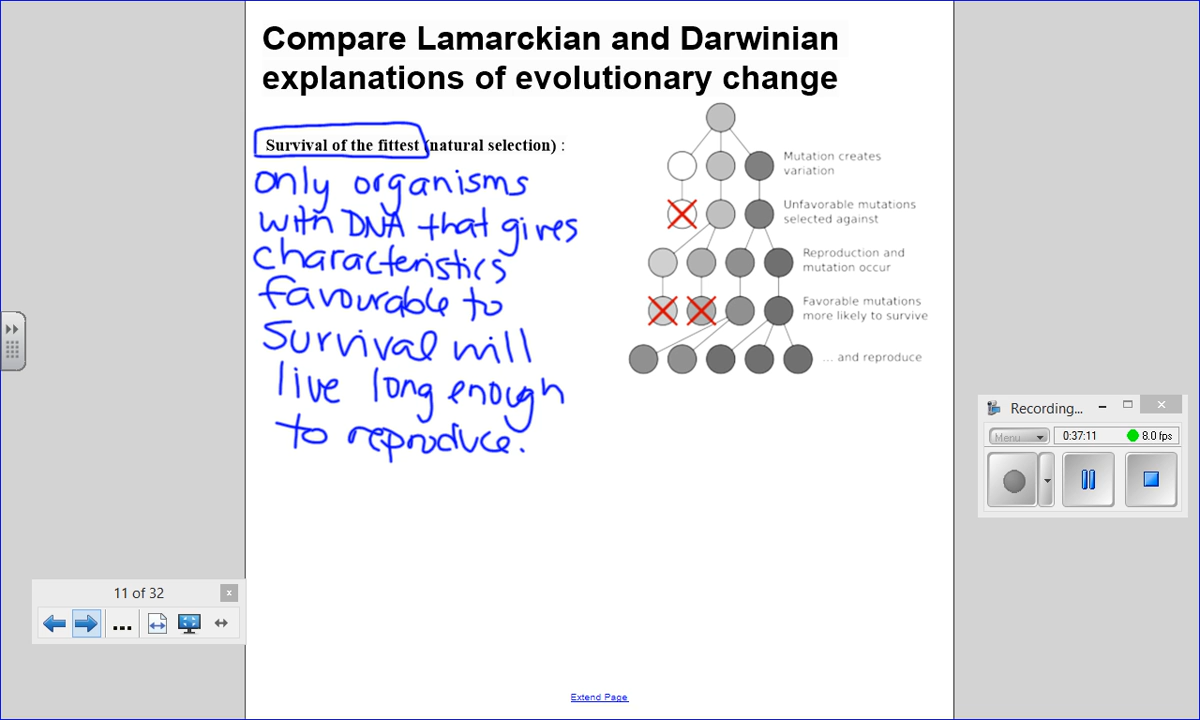 Compare Lamarckian and Darwinian
explanations of evolutionary change
Survival of the fittest (natural selection) :
only organisms
with DNA that gives
characteristics
favourable to
Survival will
live long enough
to reproduce.
Mutation creates
variation
Unfavorable mutations
selected against
Reproduction and
mutation occur
Favorable mutations
more likely to survive
... and reproduce
Recording...
Menu
0:37:11
8.0 fps
11 of 32
Extend Page